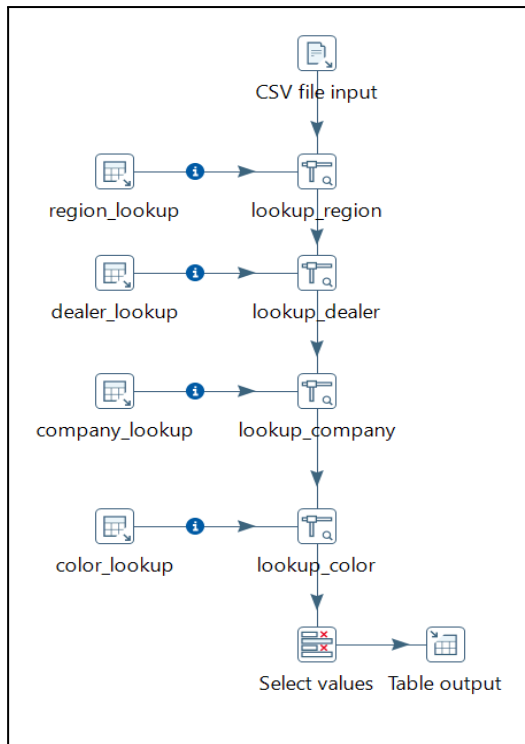 CSV file input
region_lookup
lookup_region
dealer_lookup
lookup_dealer
company_lookup
lookup_company
color_lookup
lookup_color
Select values
Table output